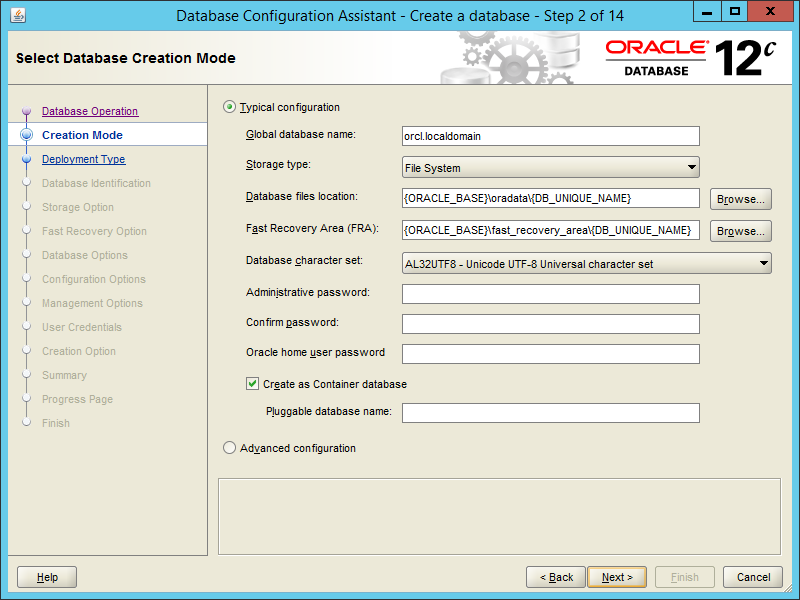 Database Configuration Assistant - Create a database - Step 2 of 14
Select Database Creation Mode
ORACLE
DATABASE
12c
Database Operation
Creation Mode
Deployment Type
Database Identification
Storage Option
Fast Recovery Option
Database Options
Configuration Options
Management Options
User Credentials
Creation Option
Summary
Progress Page
Finish
Typical configuration
Global database name: orcl.localdomain
Storage type: File System
Database files location: {ORACLE_BASE}\oradata\{DB_UNIQUE_NAME} Browse...
Fast Recovery Area (FRA): {ORACLE_BASE}\fast_recovery_area\{DB_UNIQUE_NAME} Browse...
Database character set: AL32UTF8 - Unicode UTF-8 Universal character set
Administrative password:
Confirm password:
Oracle home user password
Create as Container database
Pluggable database name:
Advanced configuration
Help < Back Next > Finish Cancel